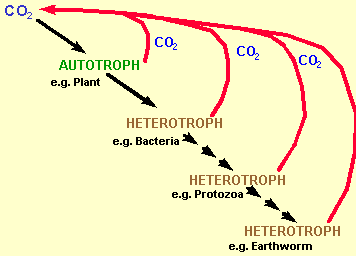 CO2
AUTOTROPH
e.g. Plant
CO2
CO2
CO2
HETEROTROPH
e.g. Bacteria
HETEROTROPH
e.g. Protozoa
HETEROTROPH
e.g. Earthworm